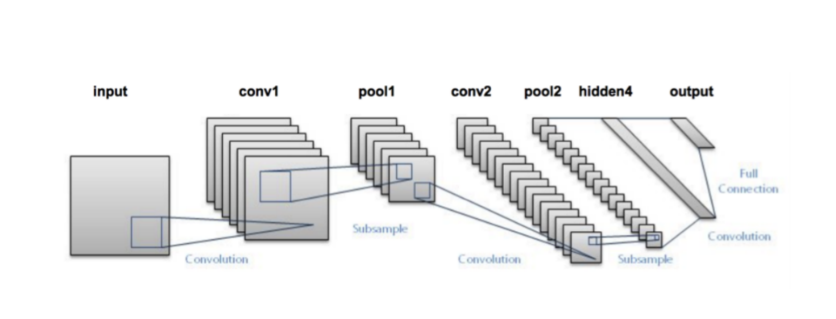 input
conv1
pool1
conv2
pool2
hidden4
output
Full
Connection
Subsample
Convolution
Convolution
Convolution
Subsample